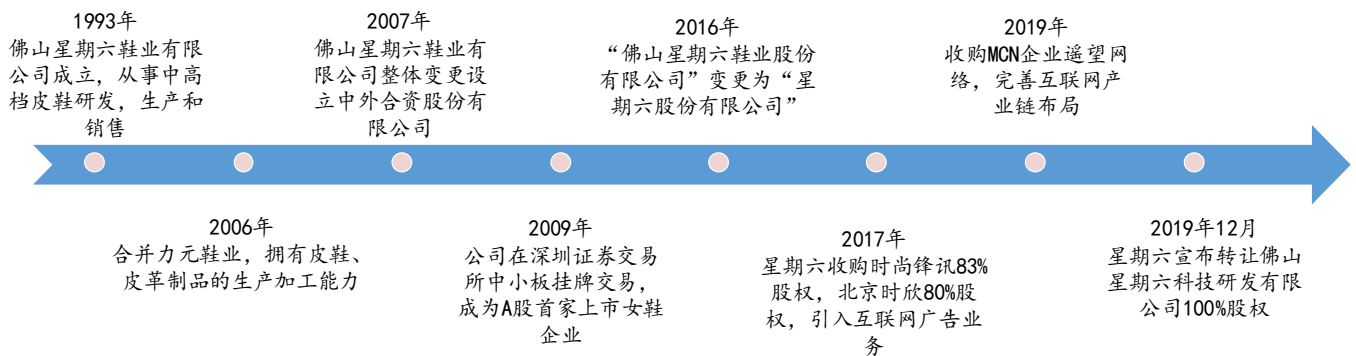 1993年
佛山星期六鞋业有限
公司成立，从事中高
档皮鞋研发，生产和
销售
2006年
合并力元鞋业，拥有皮鞋、
皮革制品的生产加工能力
2007年
佛山星期六鞋业有
限公司整体变更设
立中外合资股份有
限公司
2009年
公司在深圳证券交易
所中小板挂牌交易，
成为A股首家上市女鞋
企业
2016年
“佛山星期六鞋业股份
有限公司”变更为“星
期六股份有限公司”
2017年
星期六收购时尚锋讯83%
股权，北京时欣80%股
权，引入互联网广告业
务
2019年
收购MCN企业遥望网
络，完善互联网产
业链布局
2019年12月
星期六宣布转让佛山
星期六科技研发有限
公司100%股权